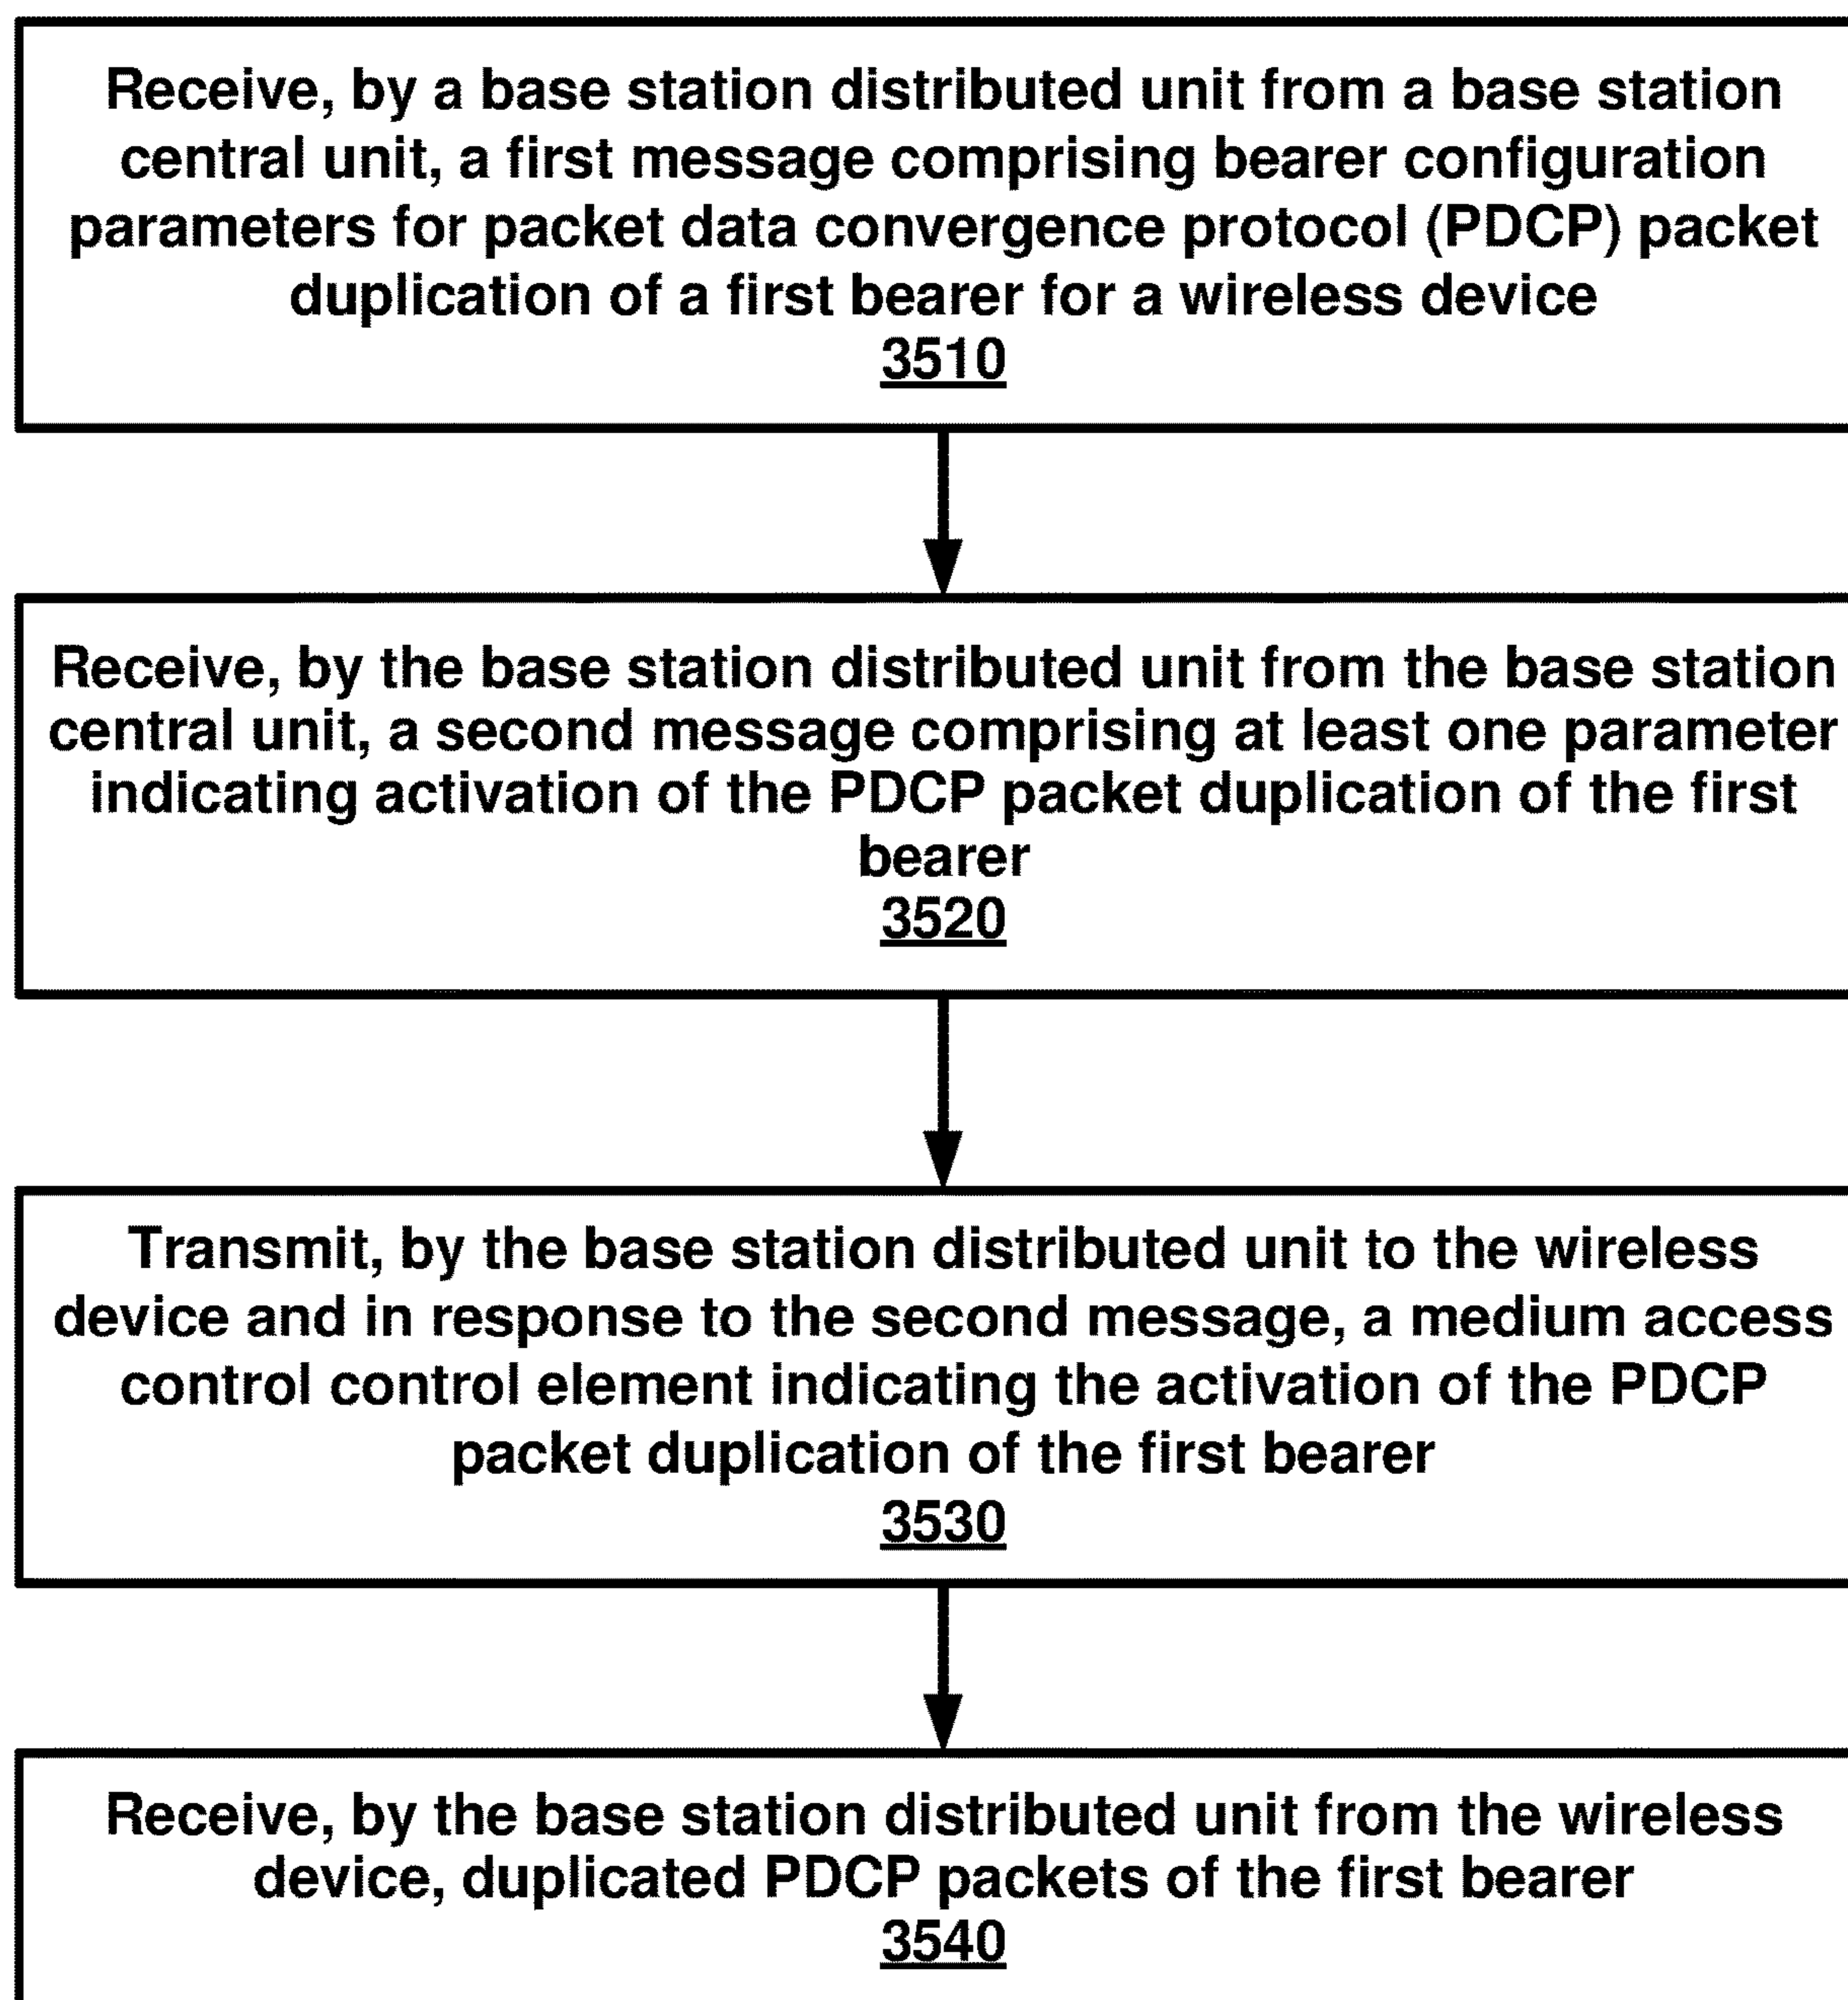 Receive, by a base station distributed unit from a base station
central unit, a first message comprising bearer configuration
parameters for packet data convergence protocol (PDCP) packet
duplication of a first bearer for a wireless device
3510
Receive, by the base station distributed unit from the base station
central unit, a second message comprising at least one parameter
indicating activation of the PDCP packet duplication of the first
bearer
3520
Transmit, by the base station distributed unit to the wireless
device and in response to the second message, a medium access
control control element indicating the activation of the PDCP
packet duplication of the first bearer
3530
Receive, by the base station distributed unit from the wireless
device, duplicated PDCP packets of the first bearer
3540